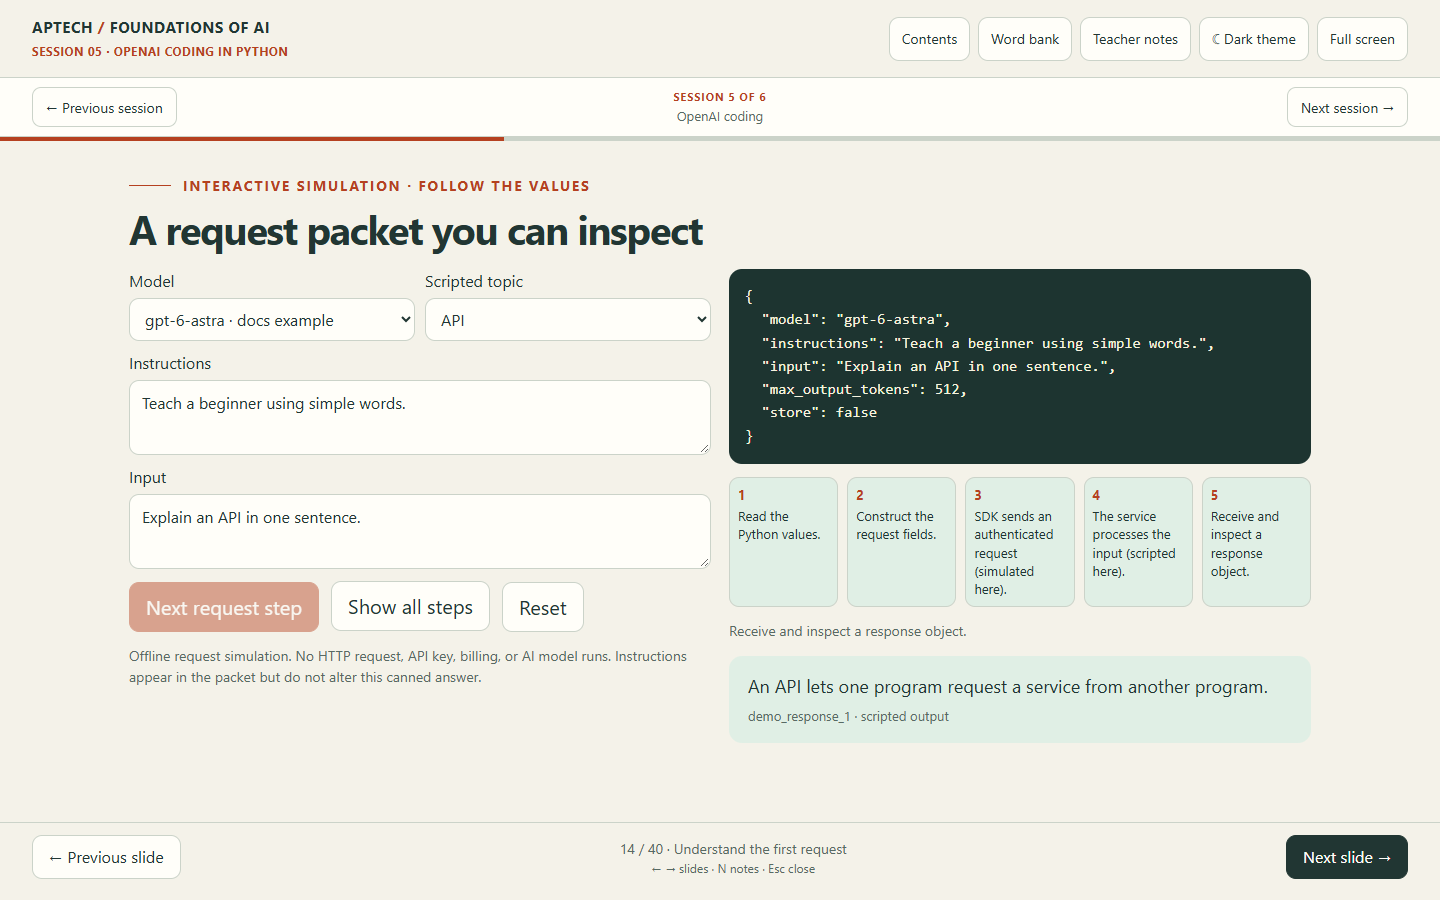 APTECH / FOUNDATIONS OF AI
SESSION 05 · OPENAI CODING IN PYTHON
Contents
Word bank
Teacher notes
☾ Dark theme
Full screen
← Previous session
SESSION 5 OF 6
OpenAI coding
Next session →
INTERACTIVE SIMULATION · FOLLOW THE VALUES
A request packet you can inspect
Model
Scripted topic
gpt-6-astra · docs example
API
Instructions
Teach a beginner using simple words.
Input
Explain an API in one sentence.
Next request step
Show all steps
Reset
Offline request simulation. No HTTP request, API key, billing, or AI model runs. Instructions
appear in the packet but do not alter this canned answer.
{
"model": "gpt-6-astra",
"instructions": "Teach a beginner using simple words.",
"input": "Explain an API in one sentence.",
"max_output_tokens": 512,
"store": false
}
1
Read the
Python values.
2
Construct the
request fields.
3
SDK sends an
authenticated
request
(simulated
here).
4
The service
processes the
input (scripted
here).
5
Receive and
inspect a
response
object.
Receive and inspect a response object.
An API lets one program request a service from another program.
demo_response_1 · scripted output
← Previous slide
14 / 40 · Understand the first request
← → slides · N notes · Esc close
Next slide →